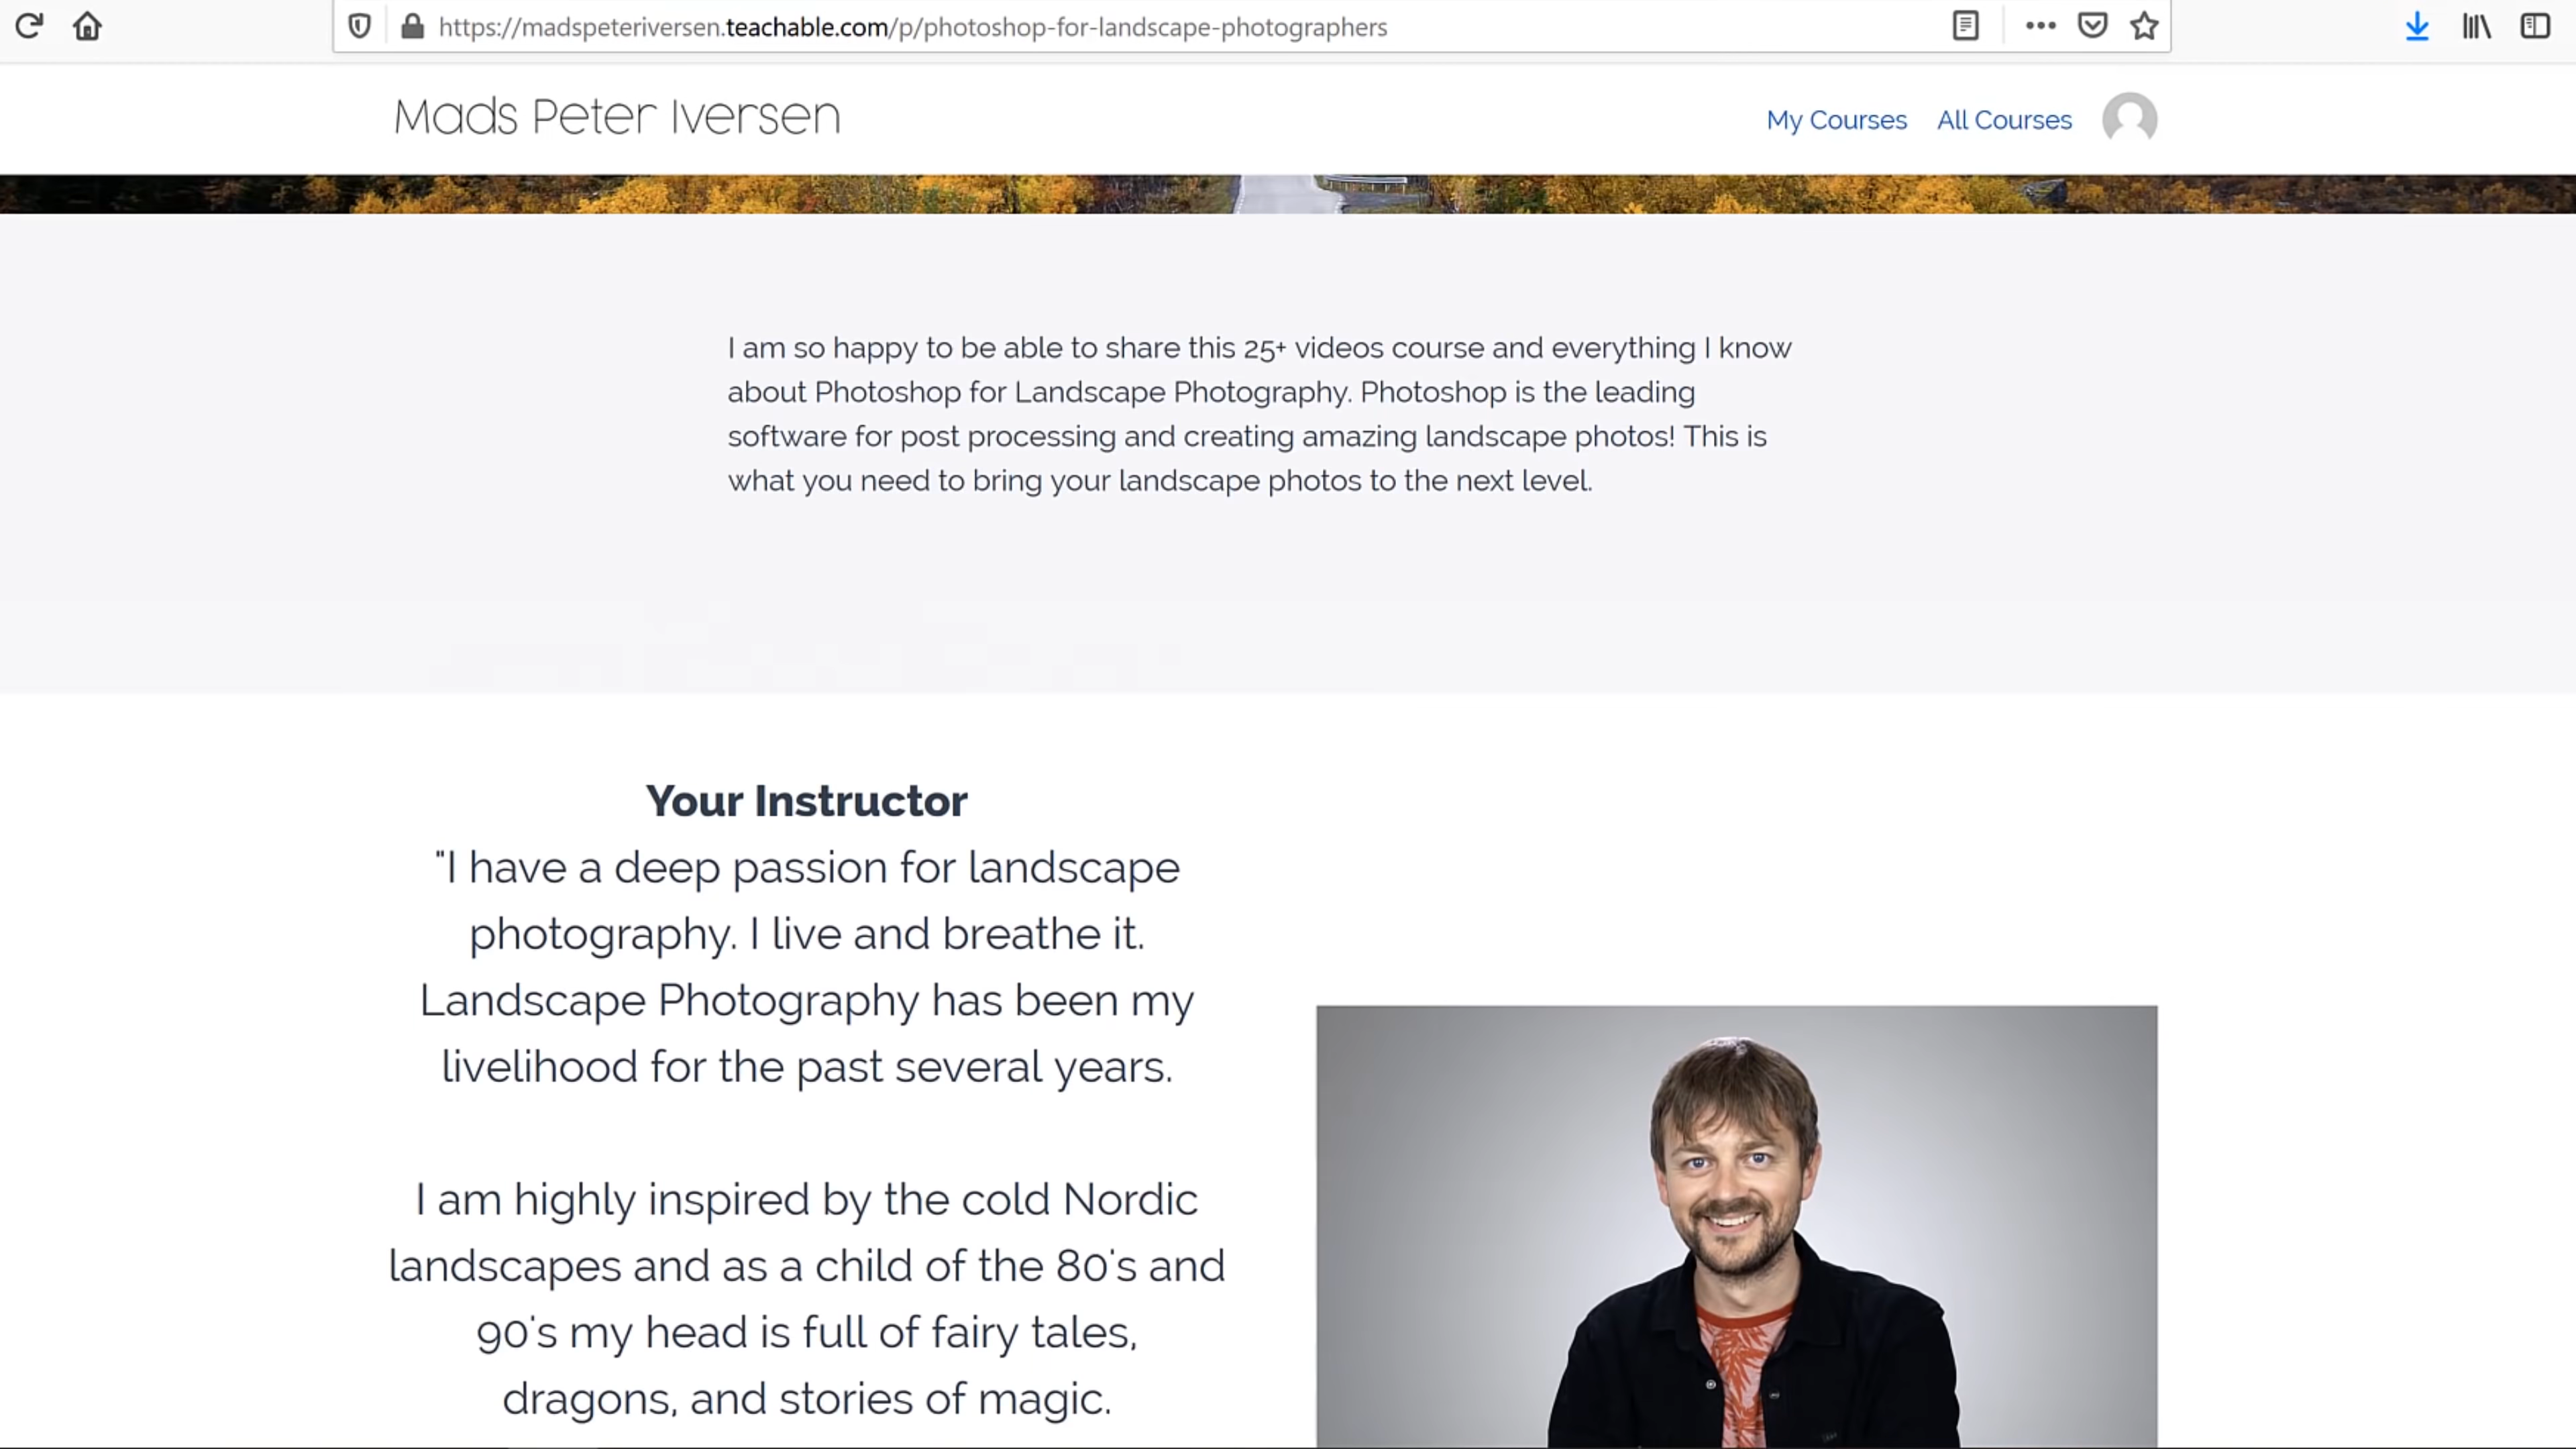 https://madspeteriversen.teachable.com/p/photoshop-for-landscape-photographers
Mads Peter Iversen
My Courses
All Courses
I am so happy to be able to share this 25+ videos course and everything I know
about Photoshop for Landscape Photography. Photoshop is the leading
software for post processing and creating amazing landscape photos! This is
what you need to bring your landscape photos to the next level.
Your Instructor
"I have a deep passion for landscape
photography. I live and breathe it.
Landscape Photography has been my
livelihood for the past several years.
I am highly inspired by the cold Nordic
landscapes and as a child of the 80's and
90's my head is full of fairy tales,
dragons, and stories of magic.